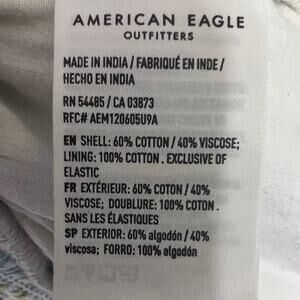 AMERICAN EAGLE
OUTFITTERS
MADE IN INDIA / FABRIQUÉ EN INDE /
HECHO EN INDIA
RN 54485 / CA 03873
RFC# AEM120605U9A
EN SHELL: 60% COTTON / 40% VISCOSE;
LINING: 100% COTTON . EXCLUSIVE OF
ELASTIC
FR EXTÉRIEUR: 60% COTON / 40%
VISCOSE; DOUBLURE: 100% COTON .
SANS LES ÉLASTIQUES
SP EXTERIOR: 60% algodón / 40%
viscosa; FORRO: 100% algodón